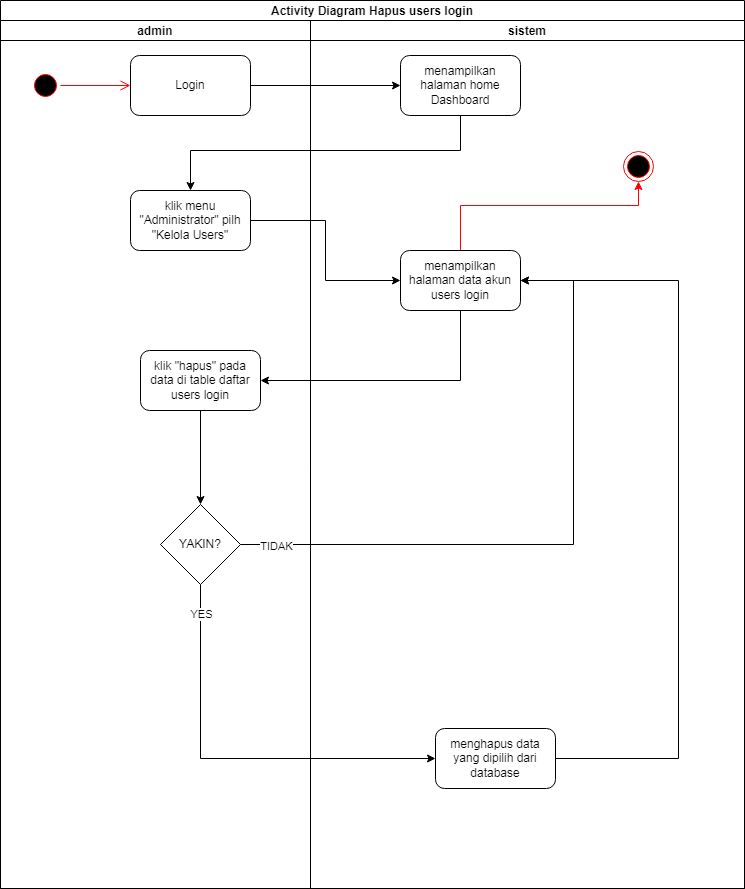 Activity Diagram Hapus users login
admin
sistem
Login
menampilkan
halaman home
Dashboard
klik menu
"Administrator" pilh
"Kelola Users"
menampilkan
halaman data akun
users login
klik "hapus" pada
data di table daftar
users login
YAKIN?
TIDAK
YES
menghapus data
yang dipilih dari
database